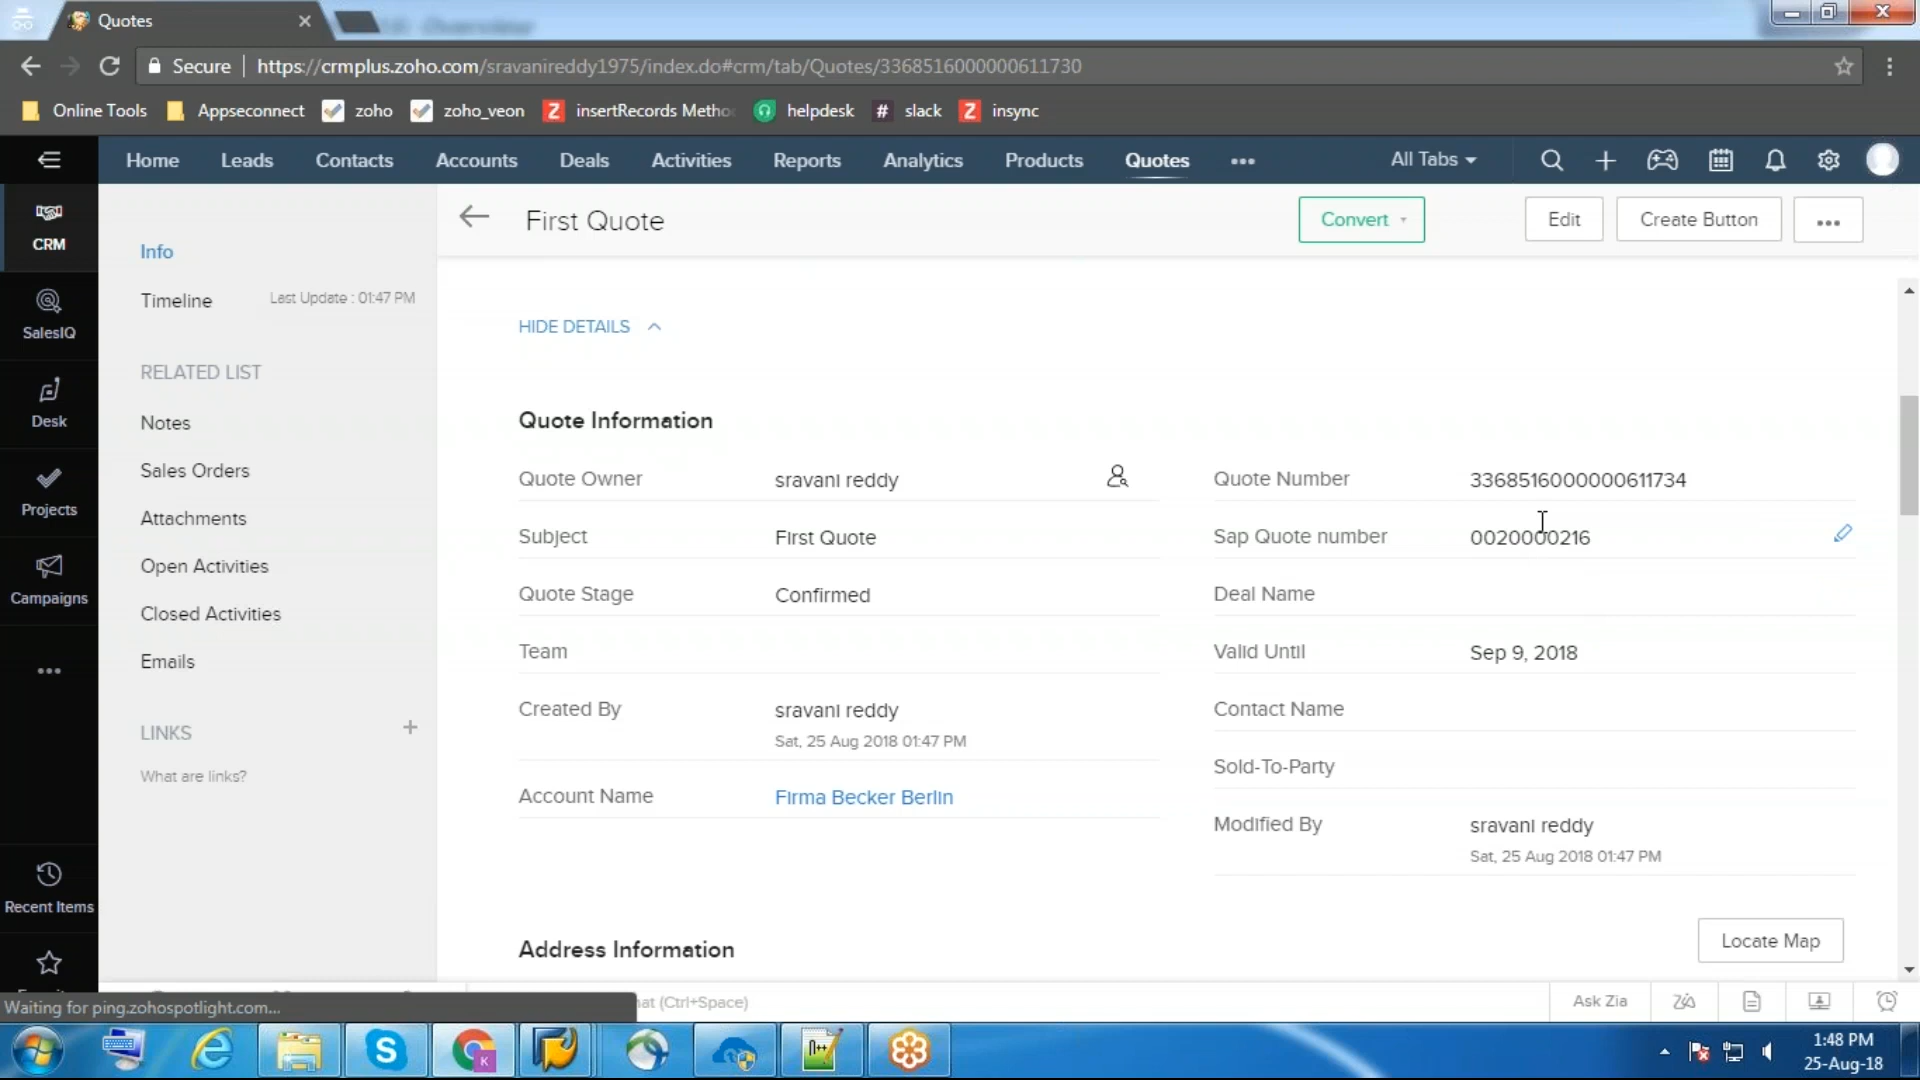 Quotes
Secure
https://crmplus.zoho.com/sravanireddy1975/index.do#crm/tab/Quotes/3368516000000611730
Online Tools
Appseconnect
zoho
zoho_veon
insertRecords Metho
helpdesk
slack
insync
Home
Leads
Contacts
Accounts
Deals
Activities
Reports
Analytics
Products
Quotes
All Tabs
CRM
SalesIQ
Desk
Projects
Campaigns
Recent Items
Info
Timeline
Last Update : 01:47 PM
RELATED LIST
Notes
Sales Orders
Attachments
Open Activities
Closed Activities
Emails
LINKS
What are links?
First Quote
Convert
Edit
Create Button
HIDE DETAILS
Quote Information
Quote Owner
sravani reddy
Quote Number
3368516000000611734
Subject
First Quote
Sap Quote number
0020000216
Quote Stage
Confirmed
Deal Name
Team
Valid Until
Sep 9, 2018
Created By
sravani reddy
Sat, 25 Aug 2018 01:47 PM
Contact Name
Sold-To-Party
Account Name
Firma Becker Berlin
Modified By
sravani reddy
Sat, 25 Aug 2018 01:47 PM
Address Information
Locate Map
Waiting for ping.zohospotlight.com...
hat (Ctrl+Space)
Ask Zia
1:48 PM
25-Aug-18